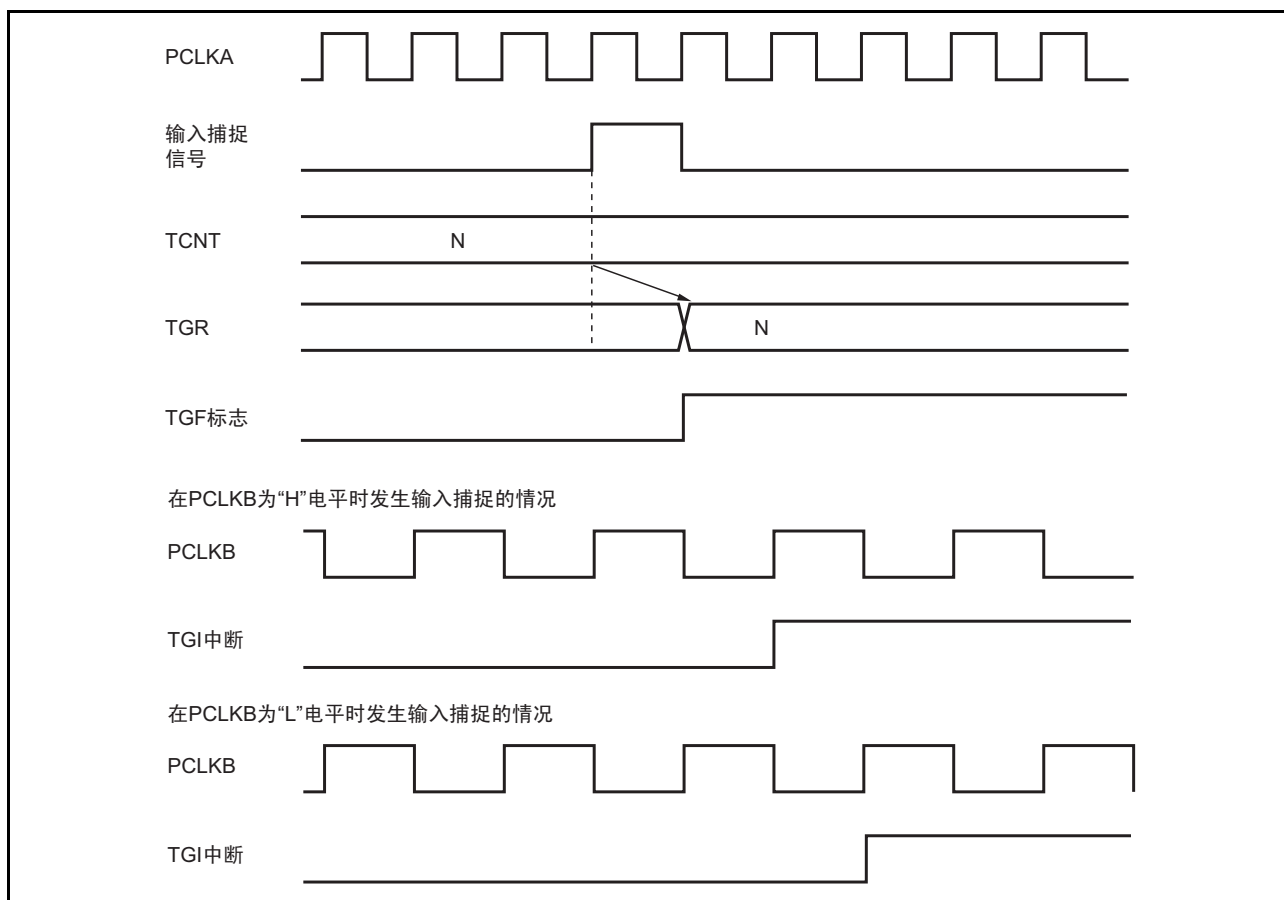 PCLKA
输入捕捉
信号
TCNT
N
TGR
N
TGF标志
在PCLKB为“H”电平时发生输入捕捉的情况
PCLKB
TGI中断
在PCLKB为“L”电平时发生输入捕捉的情况
PCLKB
TGI中断